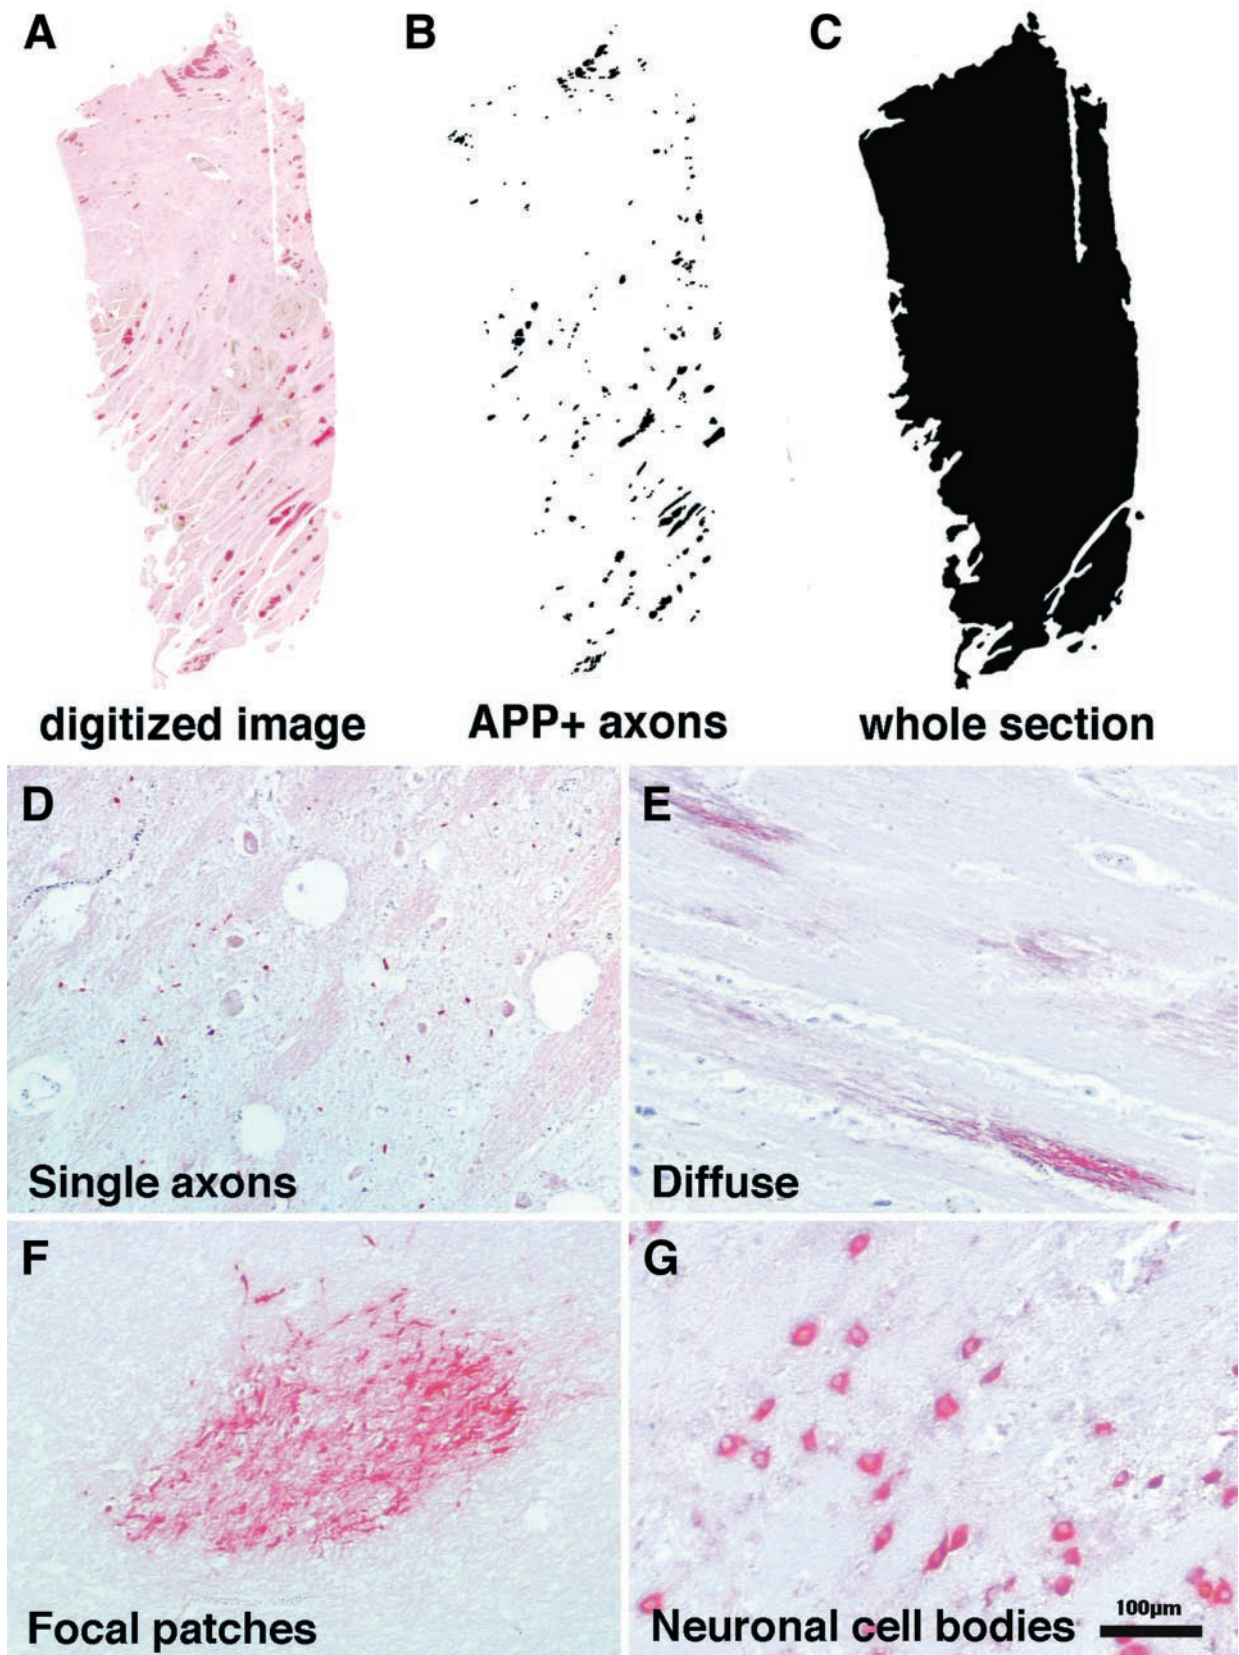 A
B
C
digitized image
APP+ axons
whole section
D
E
Single axons
Diffuse
F
G
Focal patches
Neuronal cell bodies
100µm